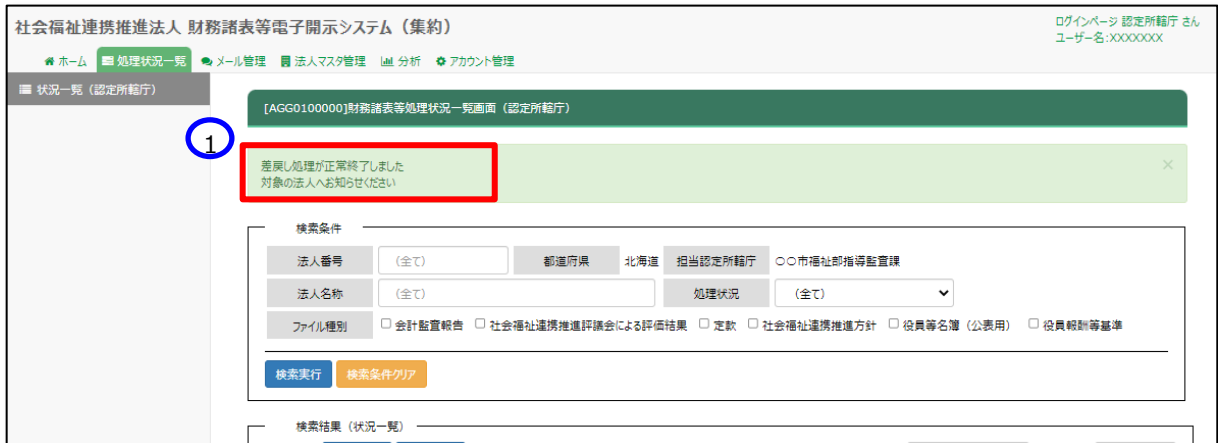 社会福祉連携推進法人 財務諸表等電子開示システム（集約）
ログインページ 認定所轄庁 さん
ユーザー名:XXXXXXX
ホーム 処理状況一覧 メール管理 法人マスタ管理 分析 アカウント管理
状況一覧（認定所轄庁）
[AGG0100000]財務諸表等処理状況一覧画面（認定所轄庁）
1
差戻し処理が正常終了しました
対象の法人へお知らせください
×
検索条件
法人番号 （全て） 都道府県 北海道 担当認定所轄庁 〇〇市福祉部指導監査課
法人名称 （全て） 処理状況 （全て）
ファイル種別 会計監査報告 社会福祉連携推進評議会による評価結果 定款 社会福祉連携推進方針 役員等名簿（公表用） 役員報酬等基準
検索実行 検索条件クリア
検索結果（状況一覧）